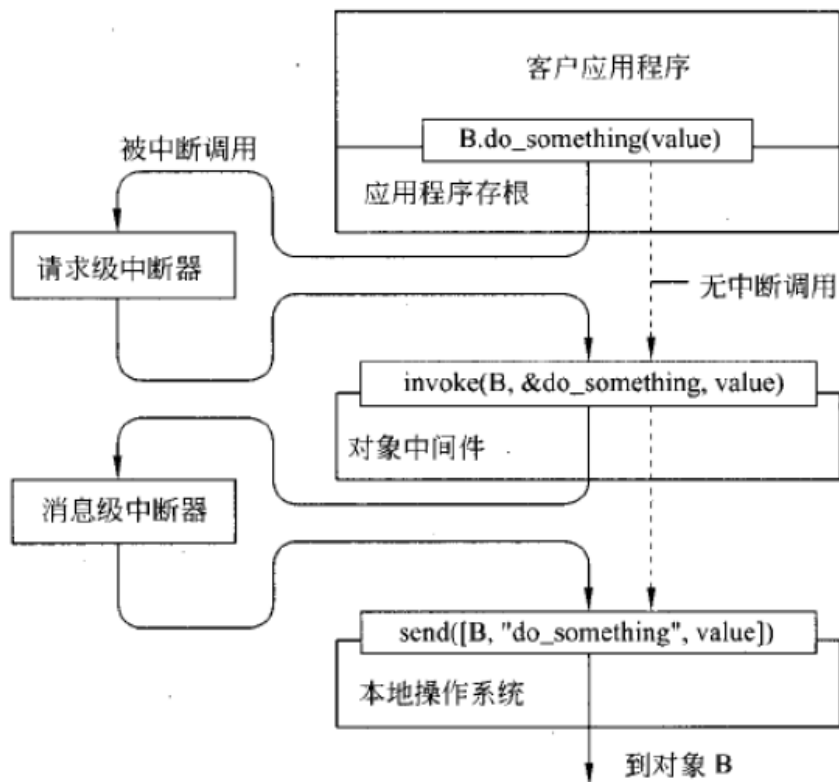 客户应用程序
B.do_something(value)
被中断调用
应用程序存根
请求级中断器
无中断调用
invoke(B, &do_something, value)
对象中间件
消息级中断器
send([B, "do_something", value])
本地操作系统
到对象 B